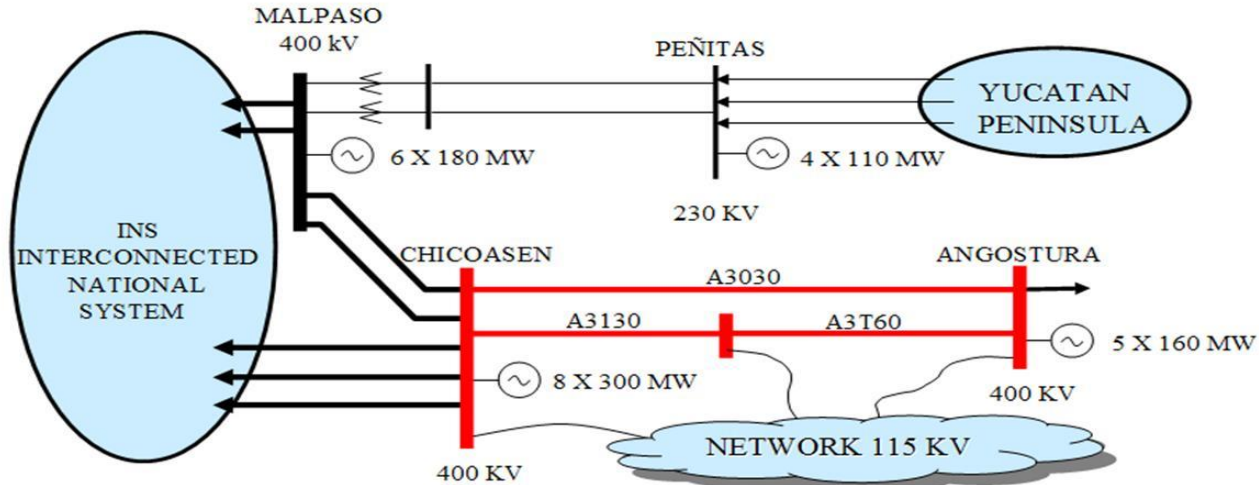 MALPASO
400 kV
PEÑITAS
YUCATAN
PENINSULA
6 X 180 MW
4 X 110 MW
230 KV
INS
INTERCONNECTED
NATIONAL
SYSTEM
CHICOASEN
ANGOSTURA
A3030
A3130
A3T60
5 X 160 MW
8 X 300 MW
400 KV
NETWORK 115 KV
400 KV